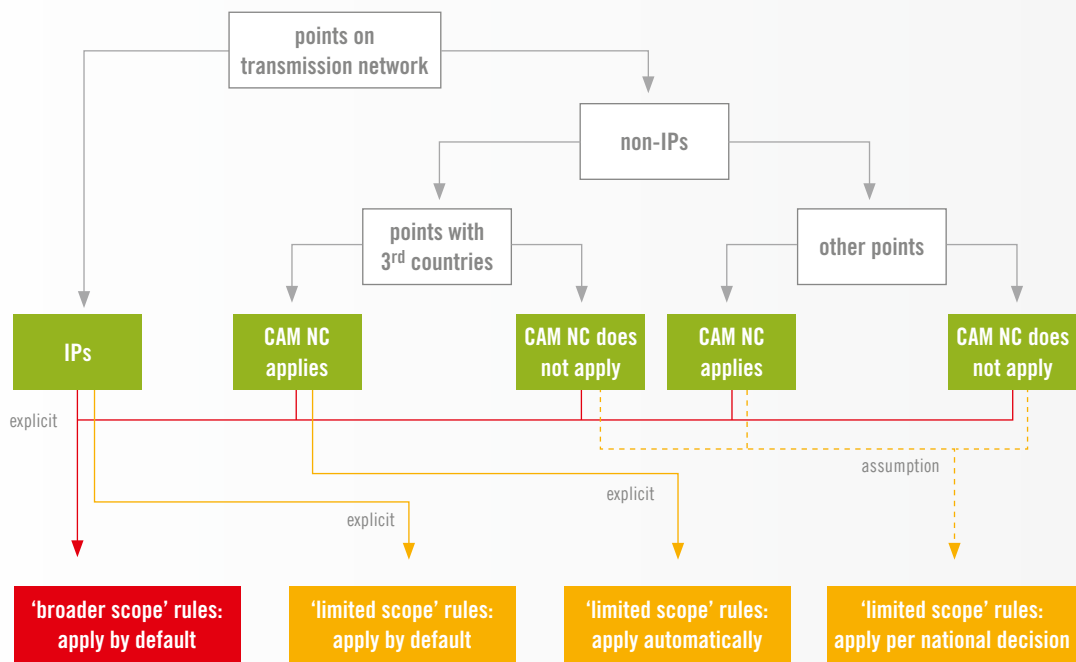 points on
transmission network
non-IPs
points with
3rd countries
other points
IPs
CAM NC
applies
CAM NC does
not apply
CAM NC
applies
CAM NC does
not apply
explicit
assumption
explicit
explicit
‘broader scope’ rules:
apply by default
‘limited scope’ rules:
apply by default
‘limited scope’ rules:
apply automatically
‘limited scope’ rules:
apply per national decision